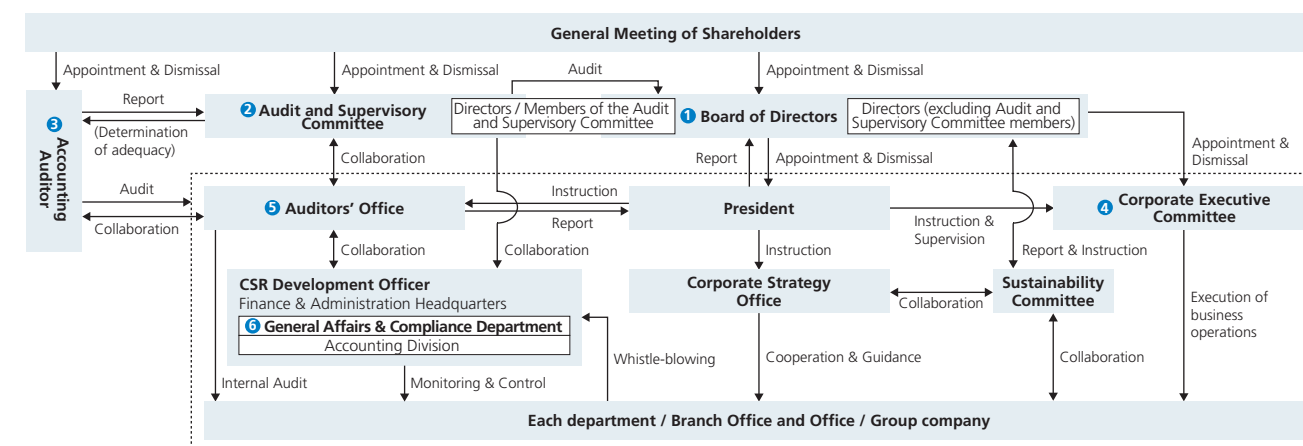 General Meeting of Shareholders
Appointment & Dismissal
Appointment & Dismissal
Audit
Appointment & Dismissal
Report
(Determination
of adequacy)
3 Accounting
Auditor
2 Audit and Supervisory
Committee
Directors / Members of the Audit
and Supervisory Committee
1 Board of Directors
Directors (excluding Audit and
Supervisory Committee members)
Collaboration
Report
Appointment & Dismissal
Appointment &
Dismissal
Audit
Collaboration
5 Auditors' Office
Instruction
Report
President
Instruction &
Supervision
4 Corporate Executive
Committee
Collaboration
Collaboration
Instruction
Report & Instruction
CSR Development Officer
Finance & Administration Headquarters
6 General Affairs & Compliance Department
Accounting Division
Corporate Strategy
Office
Collaboration
Sustainability
Committee
Execution of
business
operations
Internal Audit
Monitoring & Control
Whistle-blowing
Cooperation & Guidance
Collaboration
Each department / Branch Office and Office / Group company